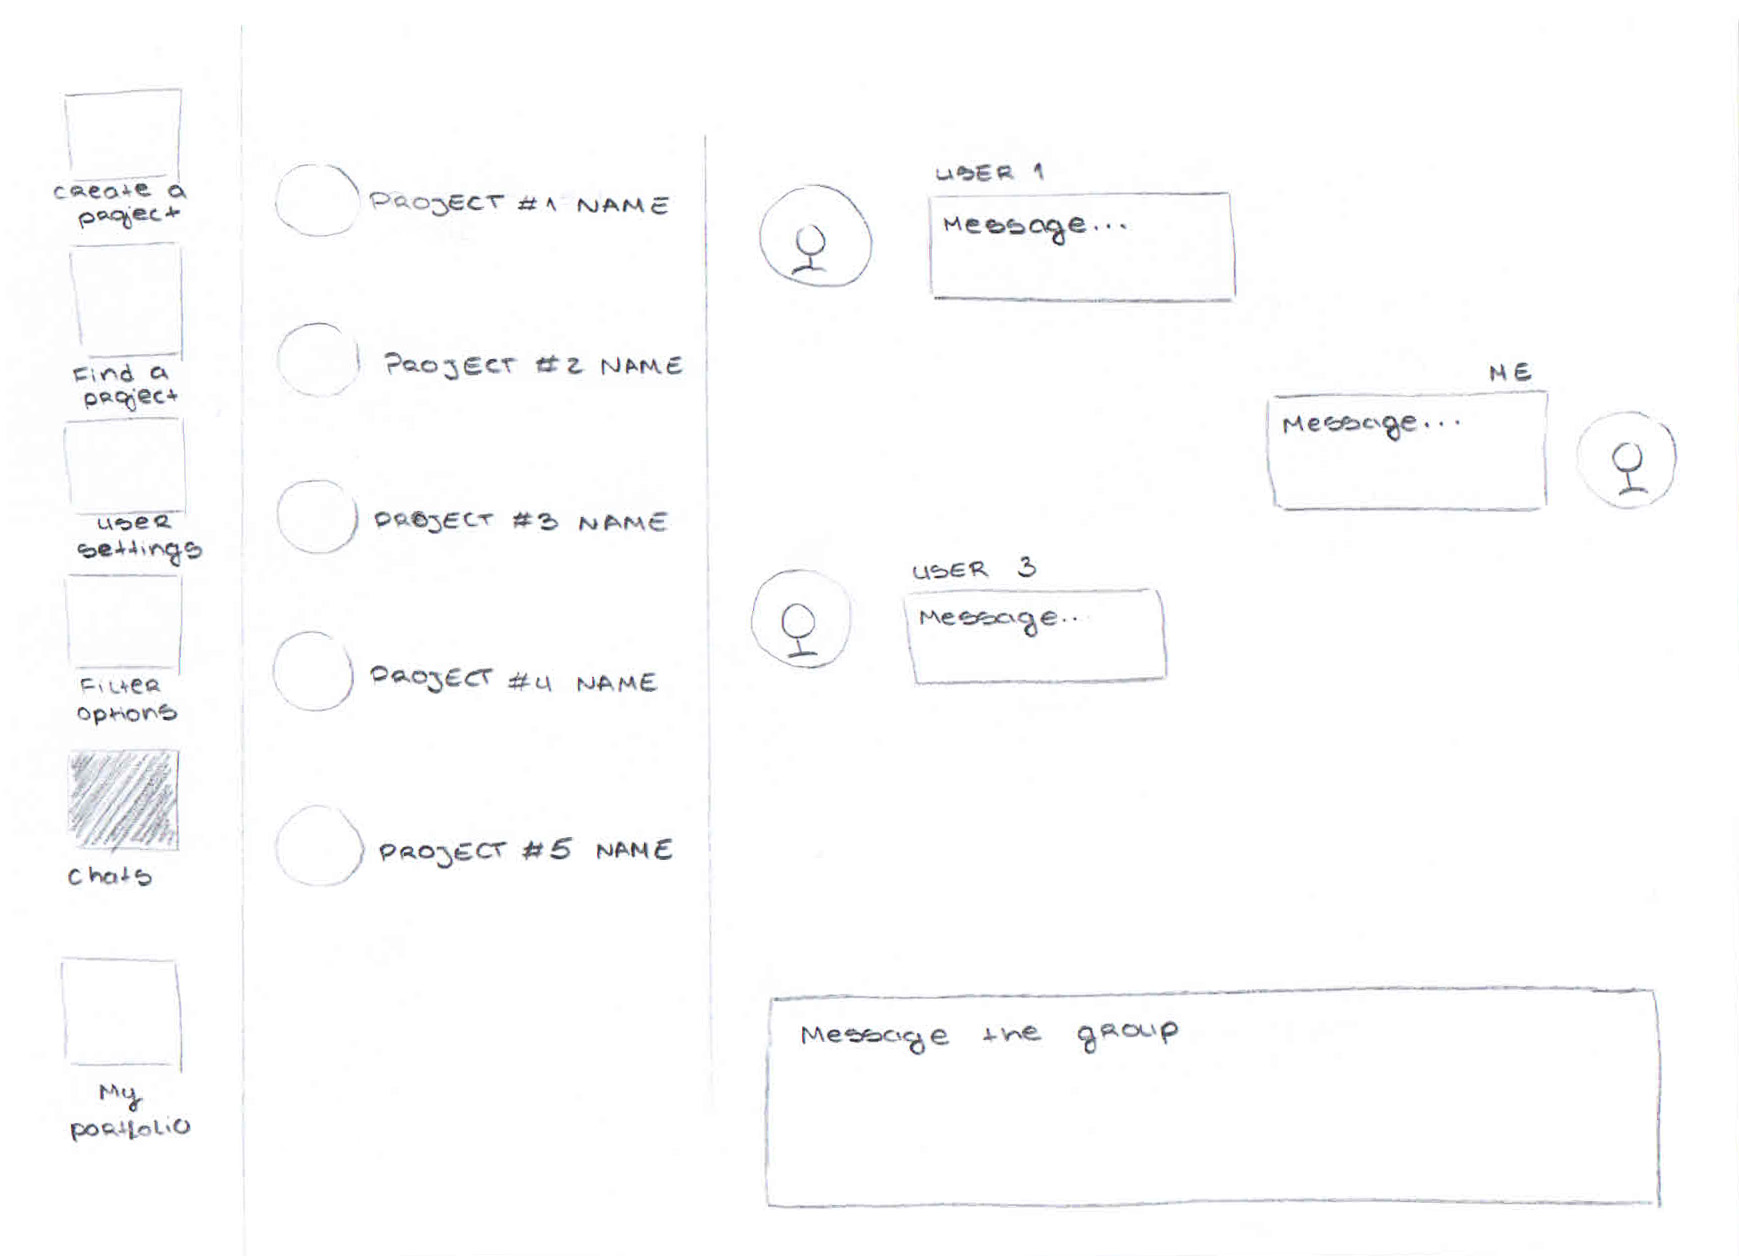 create a
project
Find a
project
user
settings
Filter
options
chats
My
portfolio
PROJECT #1 NAME
PROJECT #2 NAME
PROJECT #3 NAME
PROJECT #4 NAME
PROJECT #5 NAME
USER 1
Message...
ME
Message...
USER 3
Message...
Message the group